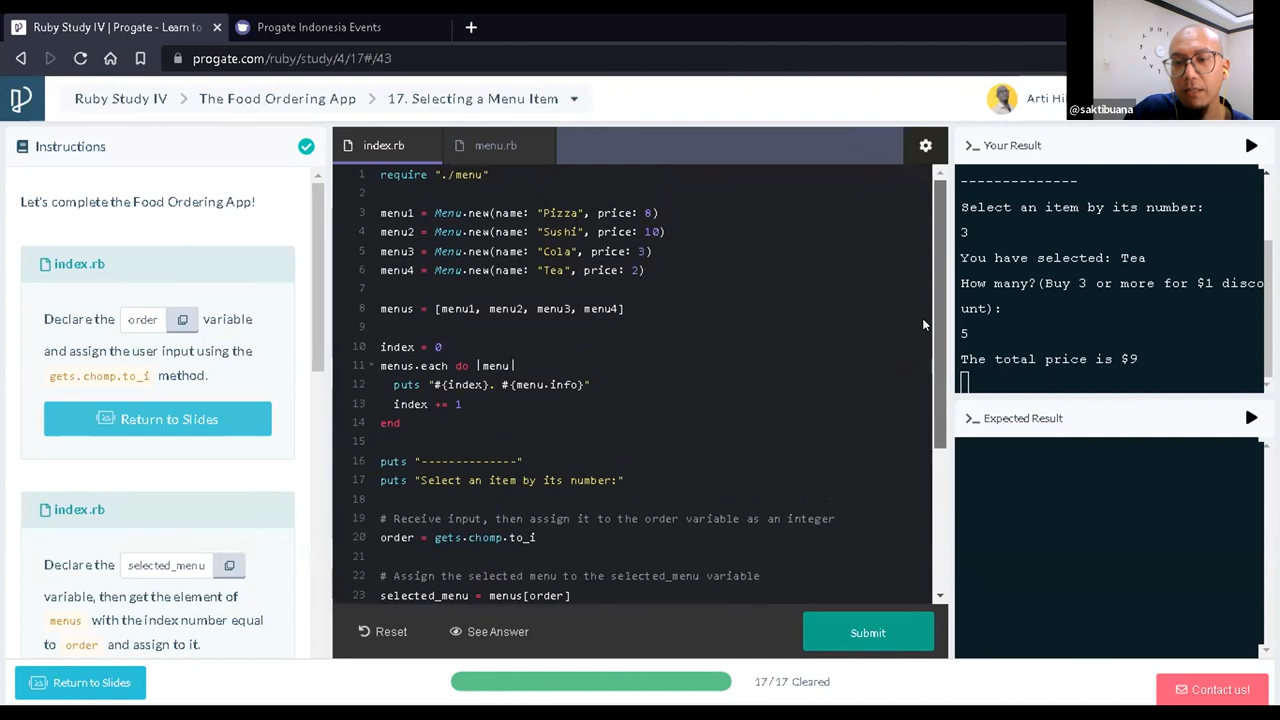 Ruby Study IV | Progate - Learn to
Progate Indonesia Events
progate.com/ruby/study/4/17#/43
@saktibuana
Ruby Study IV
The Food Ordering App
17. Selecting a Menu Item
Arti Hi
Instructions
Let's complete the Food Ordering App!
index.rb
Declare the order variable
and assign the user input using the
gets.chomp.to_i method.
Return to Slides
index.rb
Declare the selected_menu
variable, then get the element of
menus with the index number equal
to order and assign to it.
Return to Slides
index.rb
menu.rb
1 require "./menu"
2
3 menu1 = Menu.new(name: "Pizza", price: 8)
4 menu2 = Menu.new(name: "Sushi", price: 10)
5 menu3 = Menu.new(name: "Cola", price: 3)
6 menu4 = Menu.new(name: "Tea", price: 2)
7
8 menus = [menu1, menu2, menu3, menu4]
9
10 index = 0
11 menus.each do |menu|
12 puts "#{index}. #{menu.info}"
13 index += 1
14 end
15
16 puts "--------------"
17 puts "Select an item by its number:"
18
19 # Receive input, then assign it to the order variable as an integer
20 order = gets.chomp.to_i
21
22 # Assign the selected menu to the selected_menu variable
23 selected_menu = menus[order]
Reset
See Answer
Submit
17/17 Cleared
Your Result
--------------
Select an item by its number:
3
You have selected: Tea
How many?(Buy 3 or more for $1 disco
unt):
5
The total price is $9
Expected Result
Contact us!